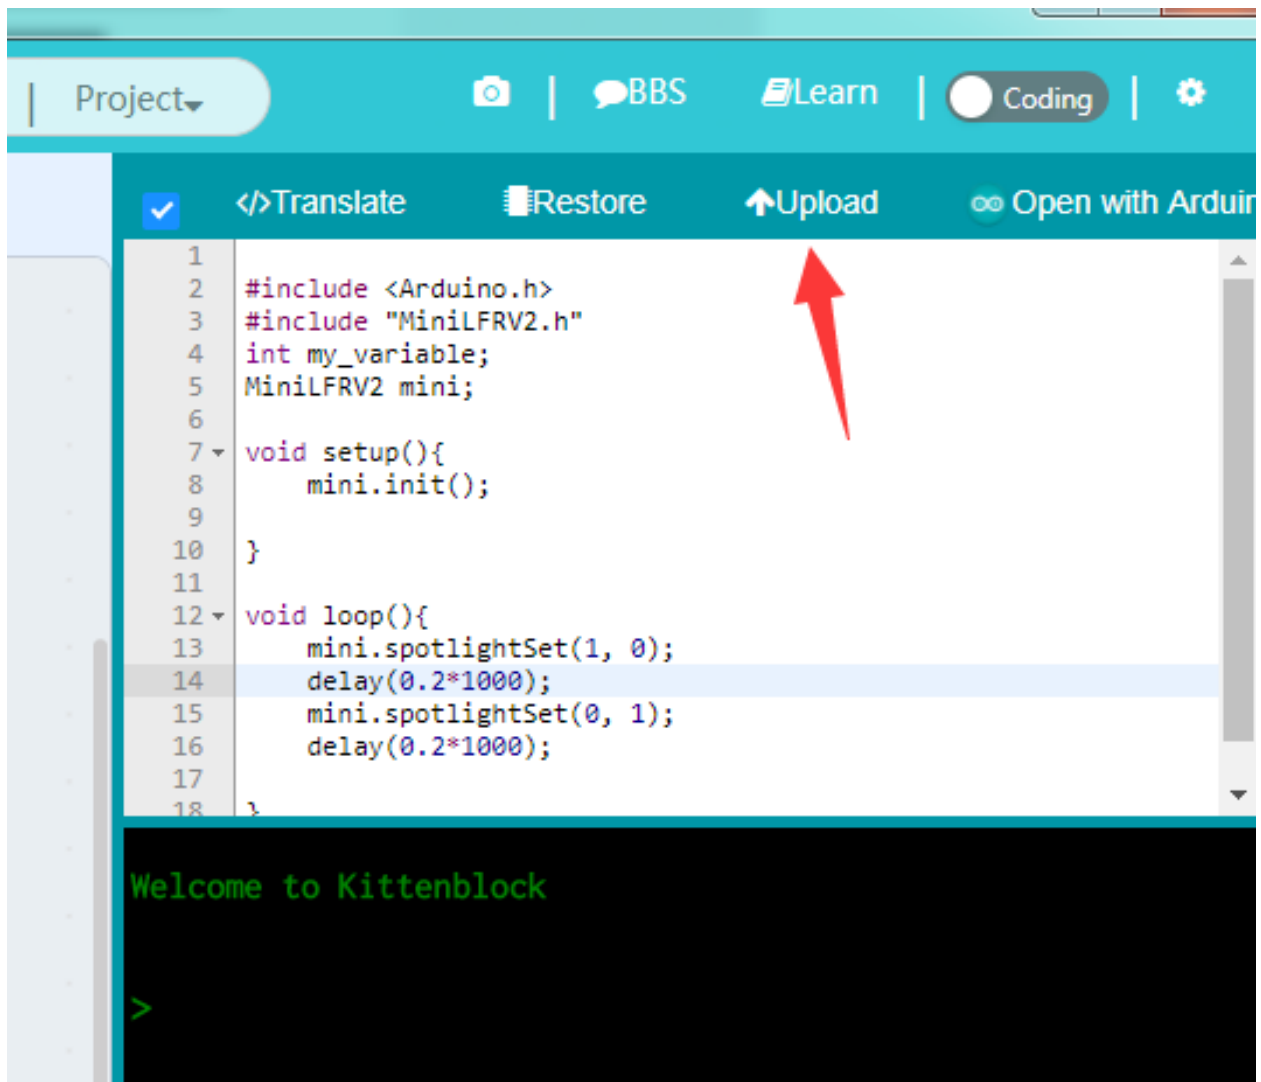 | Project
| BBS Learn | Coding |
</>Translate Restore Upload Open with Arduin
1
2 #include <Arduino.h>
3 #include "MiniLFRV2.h"
4 int my_variable;
5 MiniLFRV2 mini;
6
7 void setup(){
8 mini.init();
9
10 }
11
12 void loop(){
13 mini.spotlightSet(1, 0);
14 delay(0.2*1000);
15 mini.spotlightSet(0, 1);
16 delay(0.2*1000);
17
18 }
Welcome to Kittenblock
>